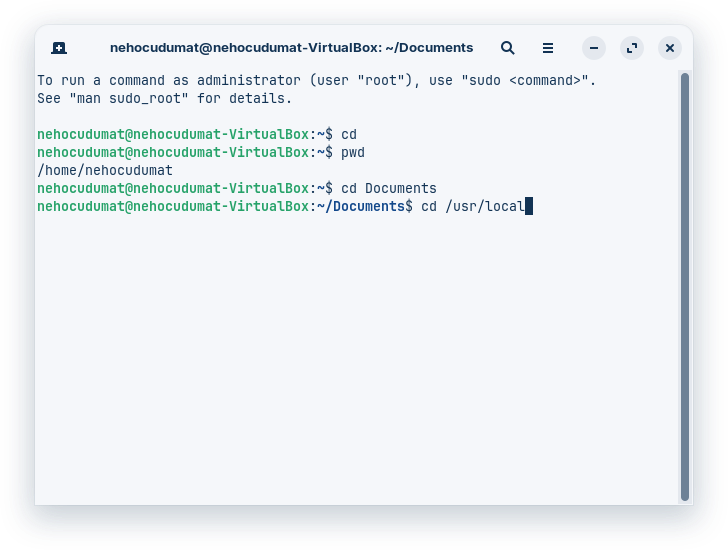 nehocudumat@nehocudumat-VirtualBox: ~/Documents
To run a command as administrator (user "root"), use "sudo <command>".
See "man sudo_root" for details.
nehocudumat@nehocudumat-VirtualBox:~$ cd
nehocudumat@nehocudumat-VirtualBox:~$ pwd
/home/nehocudumat
nehocudumat@nehocudumat-VirtualBox:~$ cd Documents
nehocudumat@nehocudumat-VirtualBox:~/Documents$ cd /usr/local